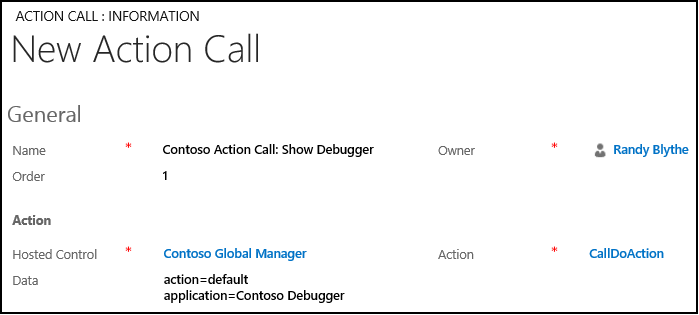 ACTION CALL : INFORMATION
New Action Call
General
Name * Contoso Action Call: Show Debugger Owner * Randy Blythe
Order 1
Action
Hosted Control * Contoso Global Manager Action * CallDoAction
Data action=default
application=Contoso Debugger